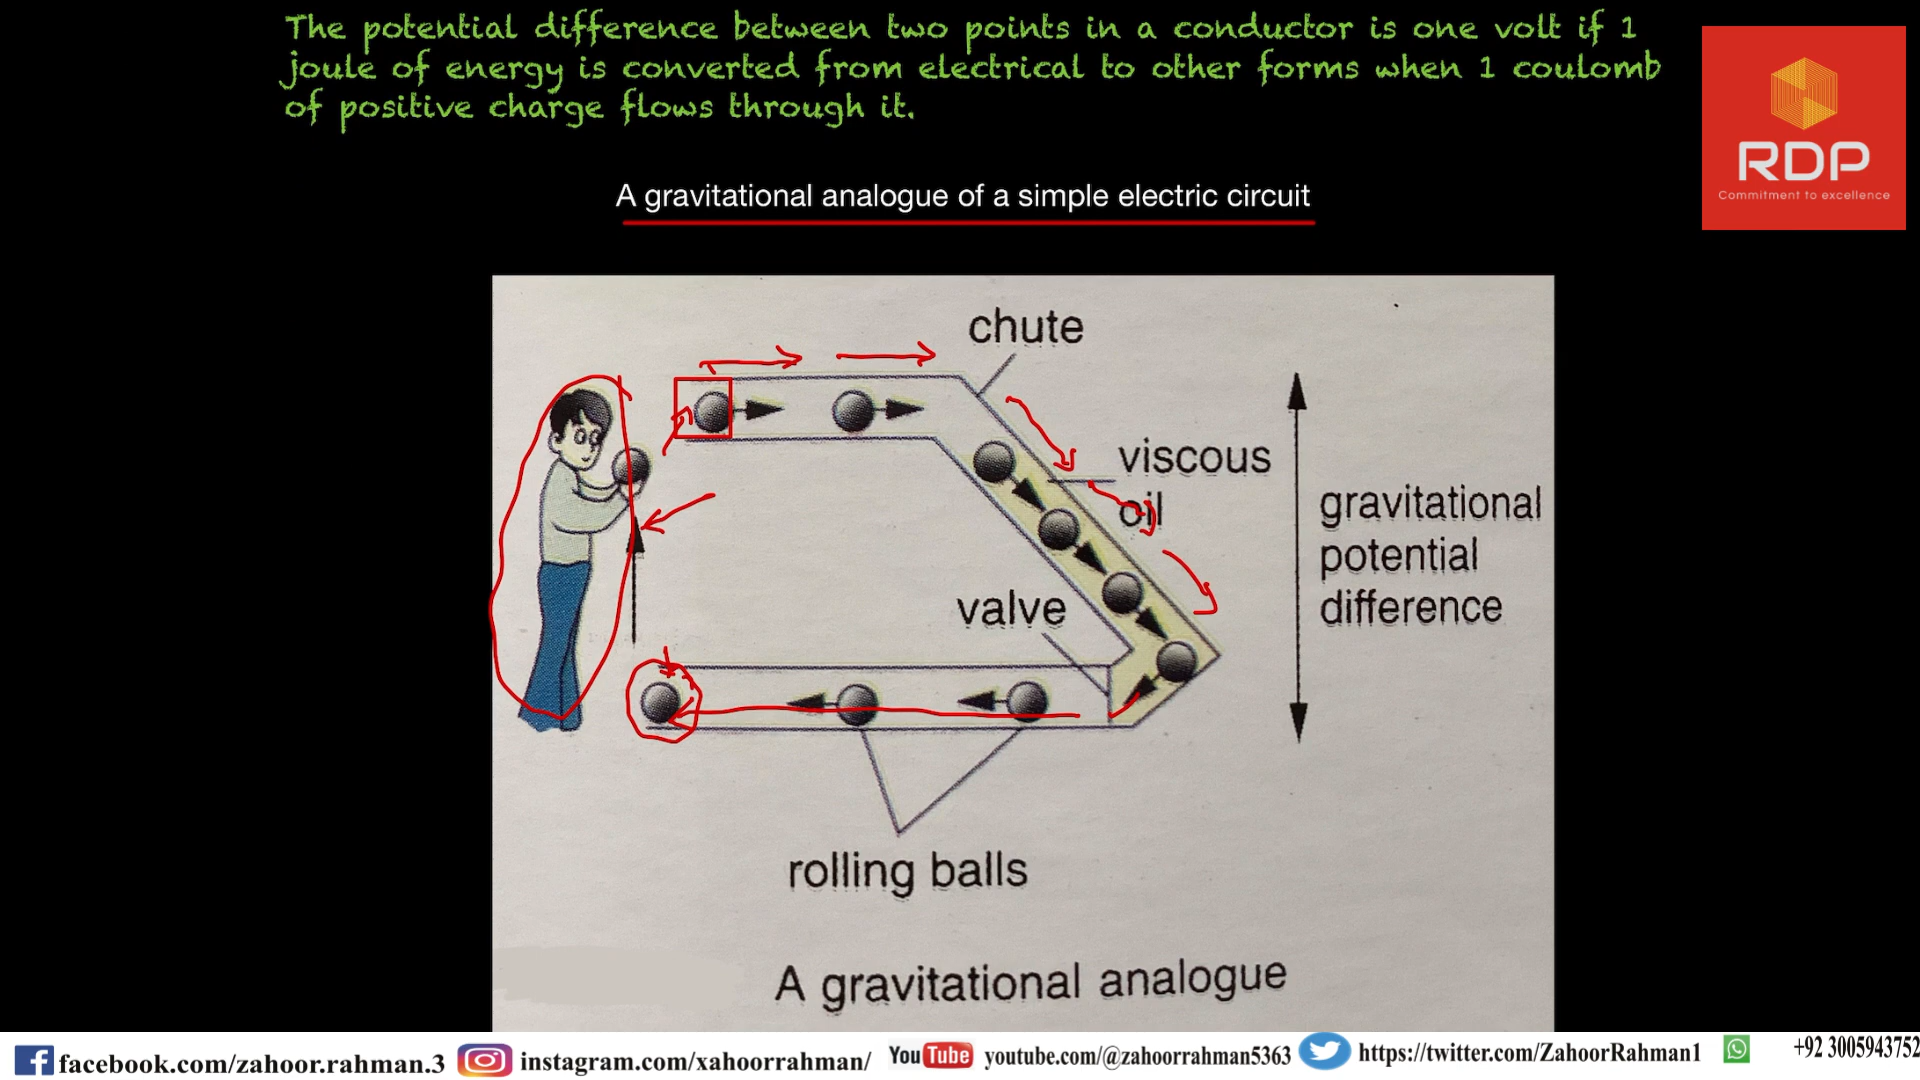 The potential difference between two points in a conductor is one volt if 1
joule of energy is converted from electrical to other forms when 1 coulomb
of positive charge flows through it.
RDP
Commitment to excellence
A gravitational analogue of a simple electric circuit
chute
viscous
oil
gravitational
potential
difference
valve
rolling balls
A gravitational analogue
facebook.com/zahoor.rahman.3
instagram.com/xahoorrahman/
YouTube
youtube.com/@zahoorrahman5363
https://twitter.com/ZahoorRahman1
+92 3005943752